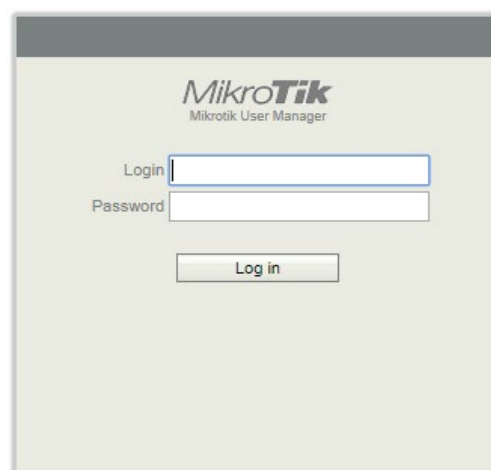 MikroTik
Mikrotik User Manager
Login
Password
Log in